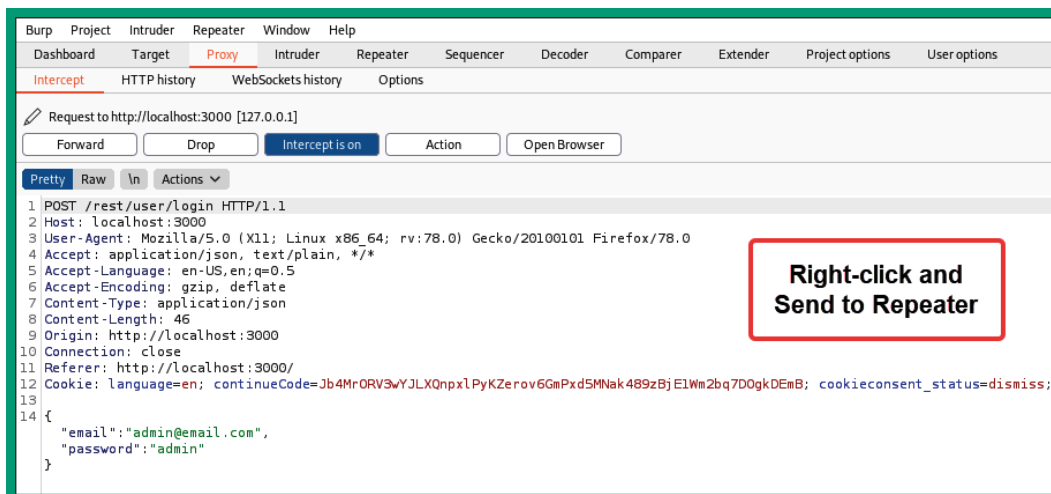 Burp Project Intruder Repeater Window Help
Dashboard Target Proxy Intruder Repeater Sequencer Decoder Comparer Extender Project options User options
Intercept HTTP history WebSockets history Options
Request to http://localhost:3000 [127.0.0.1]
Forward Drop Intercept is on Action Open Browser
Pretty Raw \n Actions
1 POST /rest/user/login HTTP/1.1
2 Host: localhost:3000
3 User-Agent: Mozilla/5.0 (X11; Linux x86_64; rv:78.0) Gecko/20100101 Firefox/78.0
4 Accept: application/json, text/plain, */*
5 Accept-Language: en-US,en;q=0.5
6 Accept-Encoding: gzip, deflate
7 Content-Type: application/json
8 Content-Length: 46
9 Origin: http://localhost:3000
10 Connection: close
11 Referer: http://localhost:3000/
12 Cookie: language=en; continueCode=Jb4MrORV3wYJLXQnpxlPyKZerov6GmPxd5MNak489zBjE1Wm2bq7DOgkDEmB; cookieconsent_status=dismiss;
13
14 {
"email":"admin@email.com",
"password":"admin"
}
Right-click and
Send to Repeater